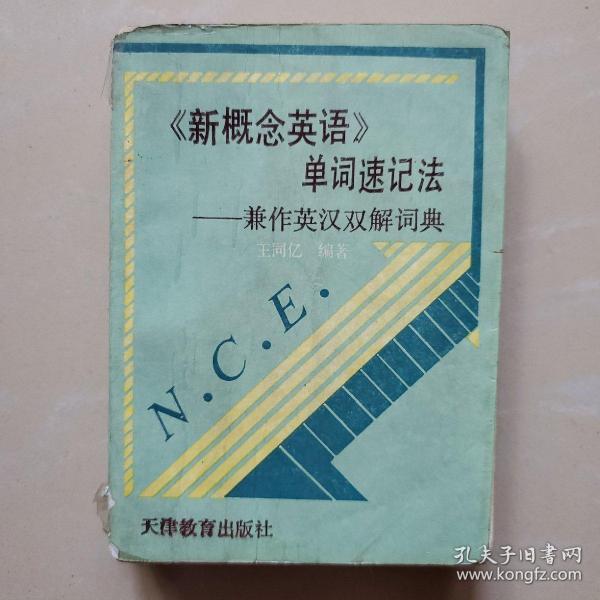 《新概念英语》
单词速记法
——兼作英汉双解词典
王同亿 编著
N.C.E.
天津教育出版社
孔夫子旧书网
www.kongfz.com